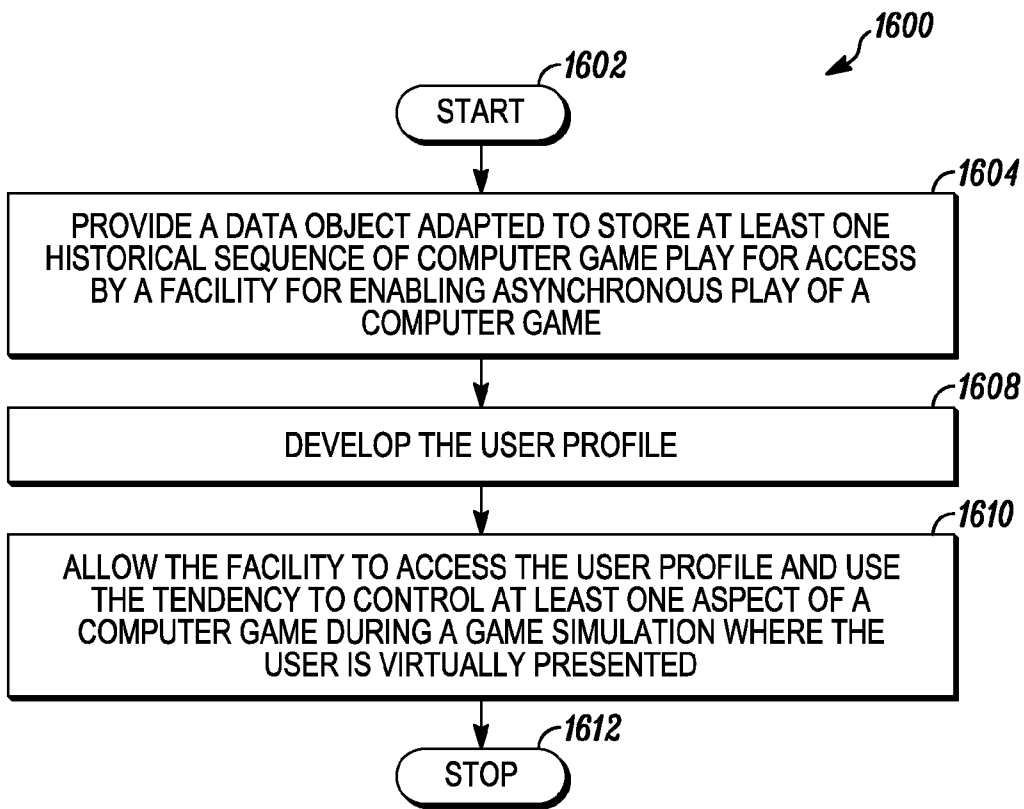 1600
1602
START
1604
PROVIDE A DATA OBJECT ADAPTED TO STORE AT LEAST ONE
HISTORICAL SEQUENCE OF COMPUTER GAME PLAY FOR ACCESS
BY A FACILITY FOR ENABLING ASYNCHRONOUS PLAY OF A
COMPUTER GAME
1608
DEVELOP THE USER PROFILE
1610
ALLOW THE FACILITY TO ACCESS THE USER PROFILE AND USE
THE TENDENCY TO CONTROL AT LEAST ONE ASPECT OF A
COMPUTER GAME DURING A GAME SIMULATION WHERE THE
USER IS VIRTUALLY PRESENTED
1612
STOP